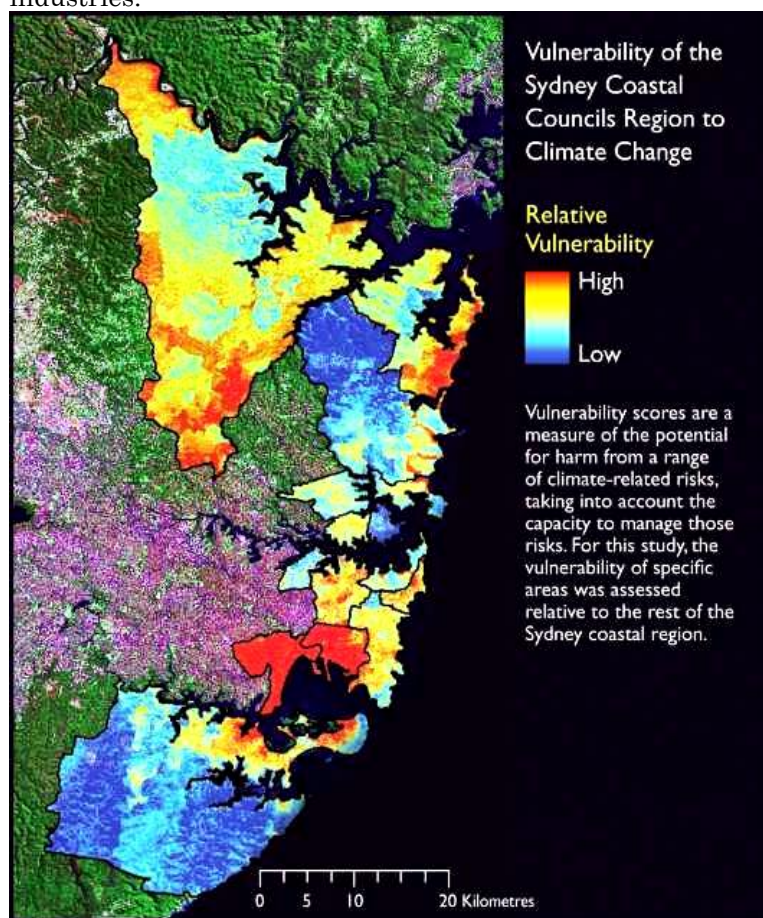 industries.
Vulnerability of the
Sydney Coastal
Councils Region to
Climate Change
Relative
Vulnerability
High
Low
Vulnerability scores are a
measure of the potential
for harm from a range
of climate-related risks,
taking into account the
capacity to manage those
risks. For this study, the
vulnerability of specific
areas was assessed
relative to the rest of the
Sydney coastal region.
0 5 10 20 Kilometres